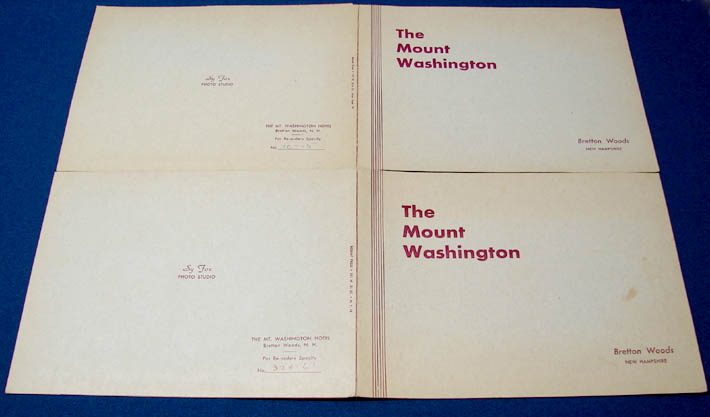 Sy Fox
PHOTO STUDIO
THE MT. WASHINGTON HOTEL
Bretton Woods, N. H.
For Re-orders Specify
No.
The
Mount
Washington
Bretton Woods
NEW HAMPSHIRE
Sy Fox
PHOTO STUDIO
THE MT. WASHINGTON HOTEL
Bretton Woods, N. H.
For Re-orders Specify
No.
The
Mount
Washington
Bretton Woods
NEW HAMPSHIRE